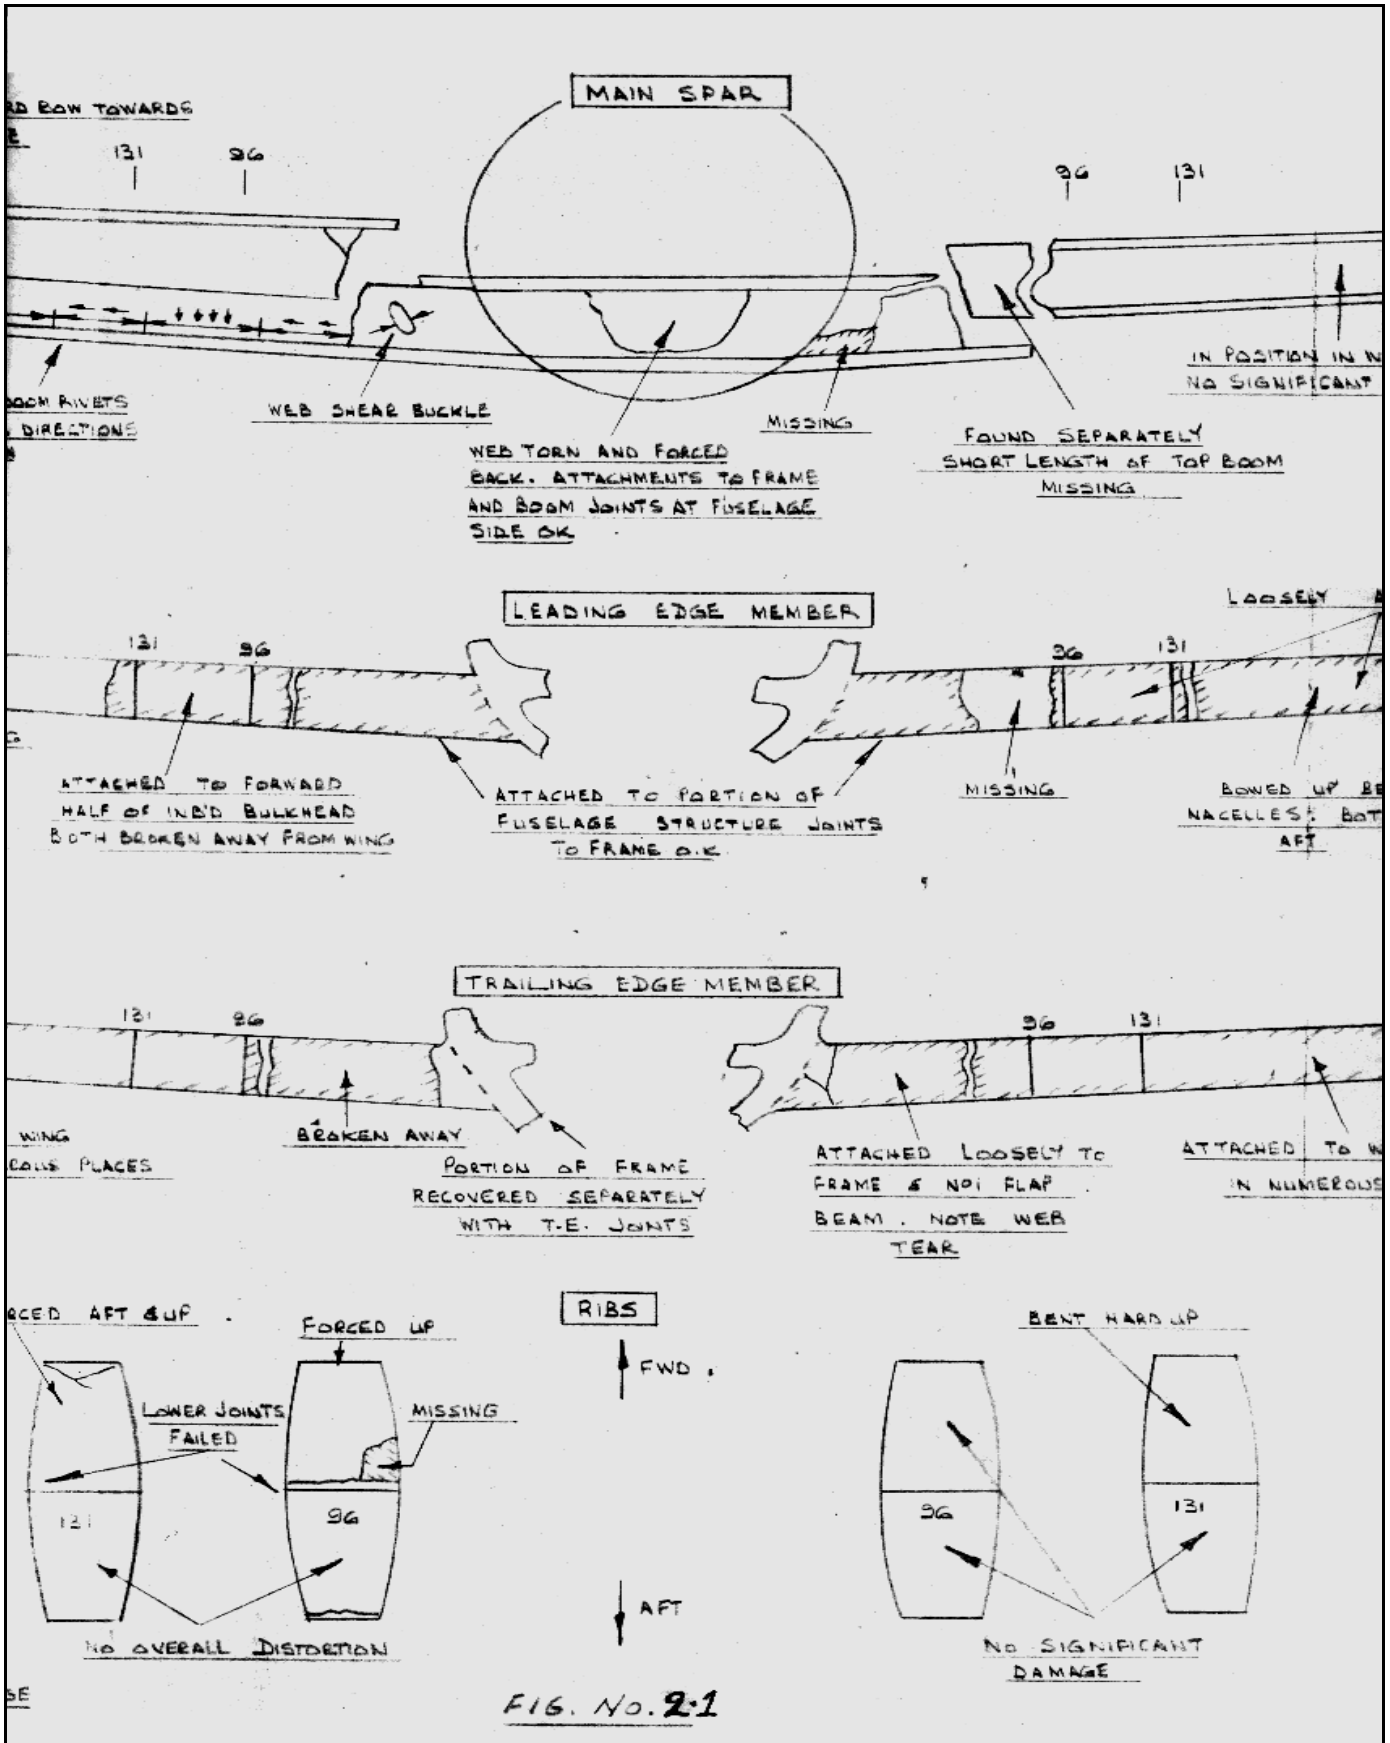 MAIN SPAR
RD BOW TOWARDS
131 96
96 131
IN POSITION IN W
NO SIGNIFICANT
OOM RIVETS
DIRECTIONS
WEB SHEAR BUCKLE
MISSING
WEB TORN AND FORCED
BACK. ATTACHMENTS TO FRAME
AND BOOM JOINTS AT FUSELAGE
SIDE OK
FOUND SEPARATELY
SHORT LENGTH OF TOP BOOM
MISSING
LEADING EDGE MEMBER
LOOSELY A
131 96
96 131
G
ATTACHED TO FORWARD
HALF OF INB'D BULKHEAD
BOTH BROKEN AWAY FROM WING
ATTACHED TO PORTION OF
FUSELAGE STRUCTURE JOINTS
TO FRAME O.K.
MISSING
BOWED UP BE
NACELLES: BOT
AFT
TRAILING EDGE MEMBER
131 96
96 131
WING
EROUS PLACES
BROKEN AWAY
PORTION OF FRAME
RECOVERED SEPARATELY
WITH T.E. JOINTS
ATTACHED LOOSELY TO
FRAME & NO1 FLAP
BEAM. NOTE WEB
TEAR
ATTACHED TO W
IN NUMEROUS
RIBS
RCED AFT & UP.
FORCED UP
LOWER JOINTS
FAILED
MISSING
FWD.
BENT HARD UP
131
96
96
131
AFT
NO OVERALL DISTORTION
NO SIGNIFICANT
DAMAGE
SE
FIG. NO. 2.1